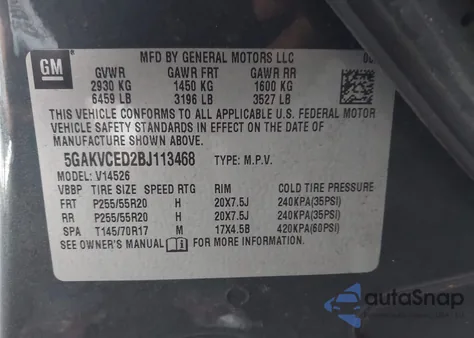 GM
MFD BY GENERAL MOTORS LLC
GVWR GAWR FRT GAWR RR
2930 KG 1450 KG 1600 KG
6459 LB 3196 LB 3527 LB
THIS VEHICLE CONFORMS TO ALL APPLICABLE U.S. FEDERAL MOTOR
VEHICLE SAFETY STANDARDS IN EFFECT ON THE DATE OF
MANUFACTURE SHOWN ABOVE.
5GAKVCED2BJ113468 TYPE: M.P.V.
MODEL: V14526
VBBP TIRE SIZE SPEED RTG RIM COLD TIRE PRESSURE
FRT P255/55R20 H 20X7.5J 240KPA(35PSI)
RR P255/55R20 H 20X7.5J 240KPA(35PSI)
SPA T145/70R17 M 17X4.5B 420KPA(60PSI)
SEE OWNER'S MANUAL FOR MORE INFORMATION.
autoSnap